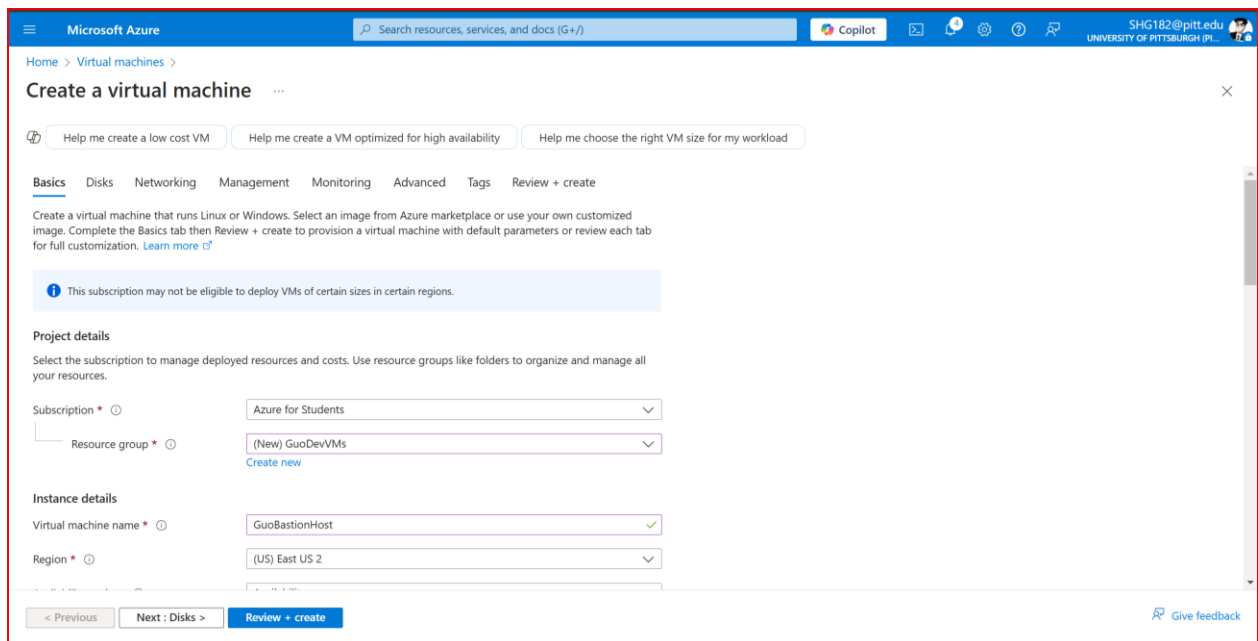 Microsoft Azure
Search resources, services, and docs (G+/)
Copilot
4
SHG182@pitt.edu
UNIVERSITY OF PITTSBURGH (PI...
Home > Virtual machines >
Create a virtual machine ...
Help me create a low cost VM
Help me create a VM optimized for high availability
Help me choose the right VM size for my workload
Basics Disks Networking Management Monitoring Advanced Tags Review + create
Create a virtual machine that runs Linux or Windows. Select an image from Azure marketplace or use your own customized
image. Complete the Basics tab then Review + create to provision a virtual machine with default parameters or review each tab
for full customization. Learn more
This subscription may not be eligible to deploy VMs of certain sizes in certain regions.
Project details
Select the subscription to manage deployed resources and costs. Use resource groups like folders to organize and manage all
your resources.
Subscription *
Azure for Students
Resource group *
(New) GuoDevVMs
Create new
Instance details
Virtual machine name *
GuoBastionHost
Region *
(US) East US 2
< Previous
Next : Disks >
Review + create
Give feedback